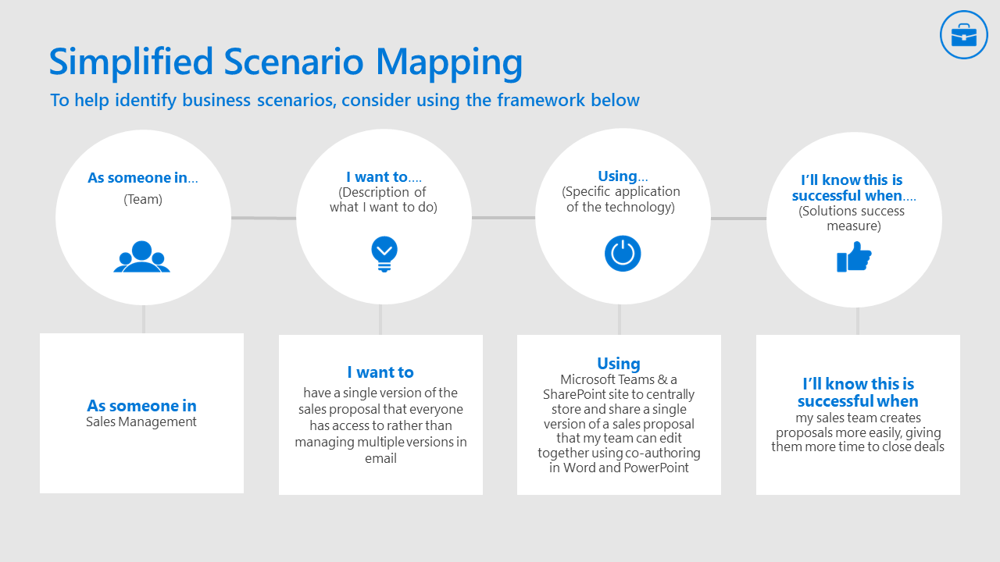 Simplified Scenario Mapping
To help identify business scenarios, consider using the framework below
As someone in...
(Team)
I want to....
(Description of
what I want to do)
Using...
(Specific application
of the technology)
I’ll know this is
successful when....
(Solutions success
measure)
As someone in
Sales Management
I want to
have a single version of the
sales proposal that everyone
has access to rather than
managing multiple versions in
email
Using
Microsoft Teams & a
SharePoint site to centrally
store and share a single
version of a sales proposal
that my team can edit
together using co-authoring
in Word and PowerPoint
I’ll know this is
successful when
my sales team creates
proposals more easily, giving
them more time to close deals